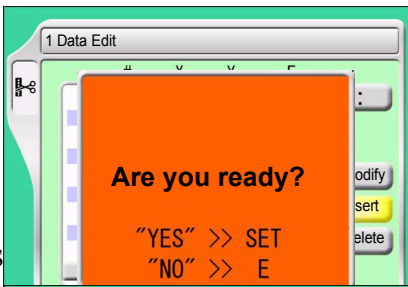 1 Data Edit
Are you ready?
odify
sert
"YES" >> SET
elete
"NO" >> E